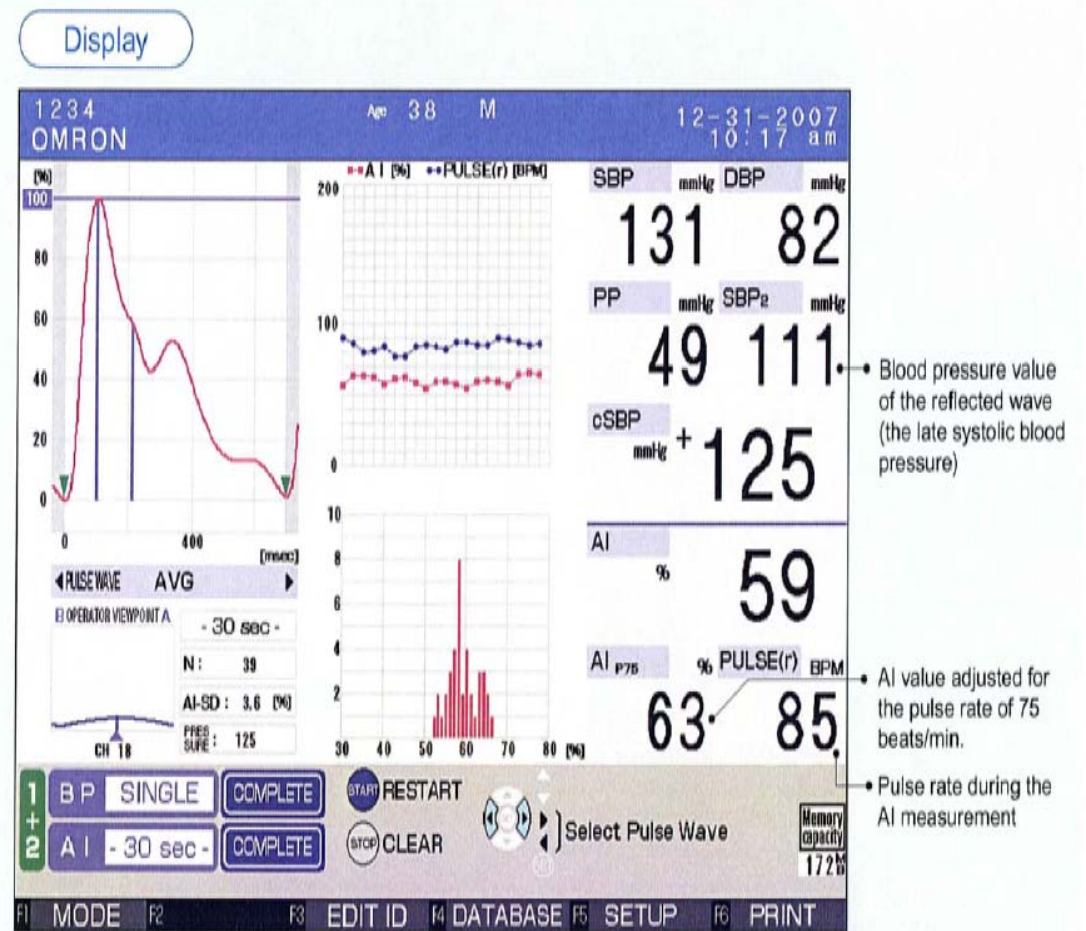 Display
1234 Age 38 M 12-31-2007
OMRON 10:17 am
[%] AI [%] PULSE(r) [BPM]
100
80
60
40
20
0
0 400 [msec]
200
100
0
PULSE WAVE AVG
B OPERATOR VIEWPOINT A
- 30 sec -
N: 39
AI-SD: 3.6 [%]
PRES
SURE: 125
CH 18
10
8
6
4
2
30 40 50 60 70 80 [%]
SBP mmHg DBP mmHg
131 82
PP mmHg SBP2 mmHg
49 111
cSBP mmHg
+125
AI %
59
AI P75 % PULSE(r) BPM
63 85
Blood pressure value
of the reflected wave
(the late systolic blood
pressure)
AI value adjusted for
the pulse rate of 75
beats/min.
Pulse rate during the
AI measurement
1+2
BP SINGLE COMPLETE START RESTART
AI - 30 sec - COMPLETE STOP CLEAR
Select Pulse Wave
Memory
capacity
172
F1 MODE F2 F3 EDIT ID F4 DATABASE F5 SETUP F6 PRINT